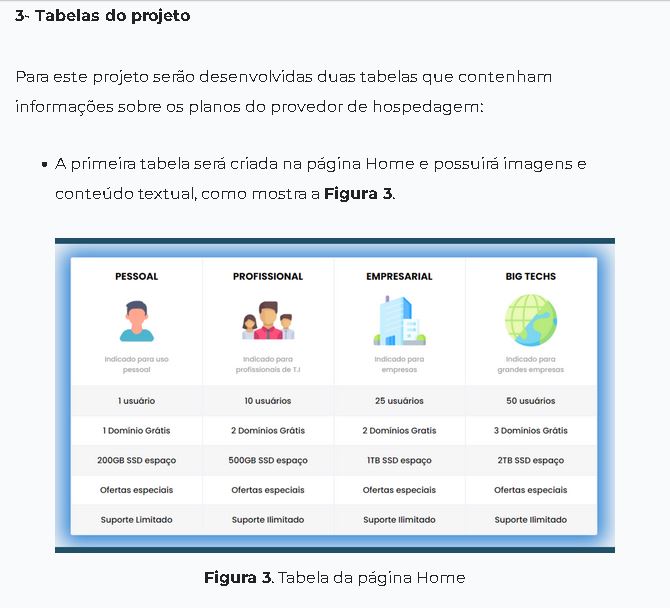 3- Tabelas do projeto
Para este projeto serão desenvolvidas duas tabelas que contenham
informações sobre os planos do provedor de hospedagem:
• A primeira tabela será criada na página Home e possuirá imagens e
conteúdo textual, como mostra a Figura 3.
PESSOAL PROFISSIONAL EMPRESARIAL BIG TECHS
Indicado para uso Indicado para Indicado para Indicado para
pessoal profissionais de T.I empresas grandes empresas
1 usuário 10 usuários 25 usuários 50 usuários
1 Domínio Grátis 2 Domínios Grátis 2 Domínios Gratis 3 Domínios Grátis
200GB SSD espaço 500GB SSD espaço 1TB SSD espaço 2TB SSD espaço
Ofertas especiais Ofertas especiais Ofertas especiais Ofertas especiais
Suporte Limitado Suporte Ilimitado Suporte Ilimitado Suporte Ilimitado
Figura 3. Tabela da página Home